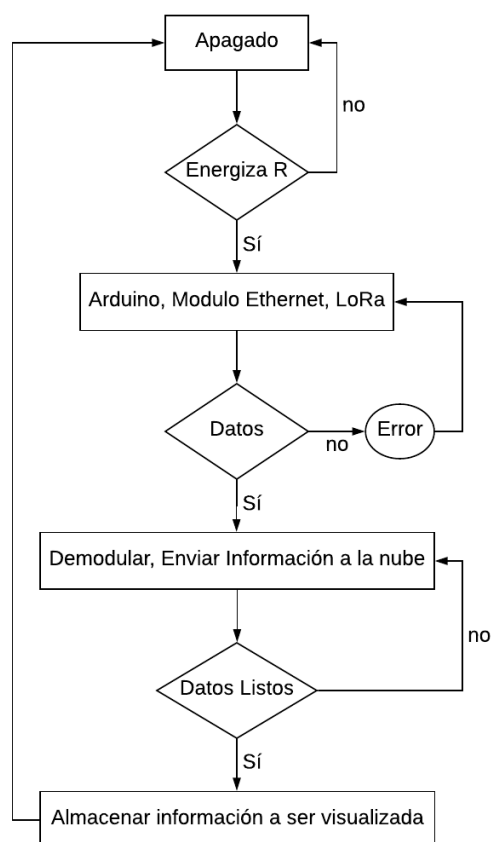 Apagado
no
Energiza R
Sí
Arduino, Modulo Ethernet, LoRa
Datos
no
Error
Sí
Demodular, Enviar Información a la nube
no
Datos Listos
Sí
Almacenar información a ser visualizada